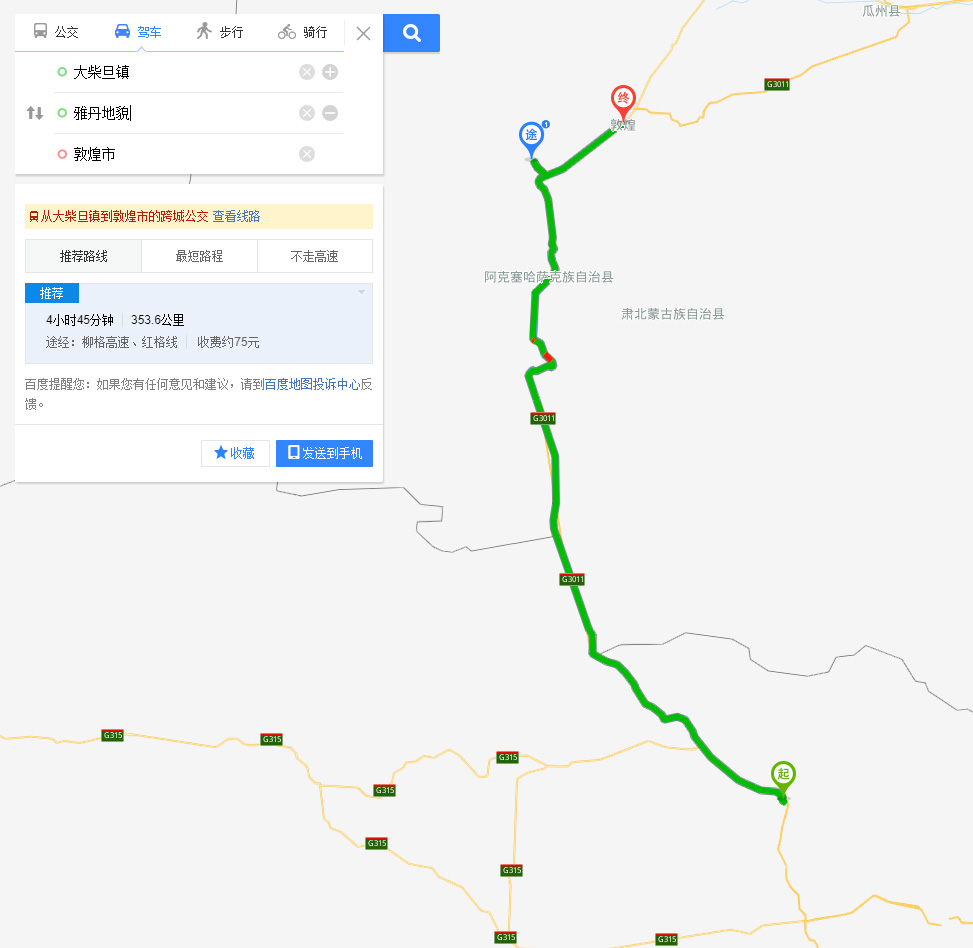 公交 驾车 步行 骑行
大柴旦镇
雅丹地貌
敦煌市
从大柴旦镇到敦煌市的跨城公交 查看线路
推荐路线 最短路程 不走高速
推荐
4小时45分钟 353.6公里
途经：柳格高速、红格线 收费约75元
百度提醒您：如果您有任何意见和建议，请到百度地图投诉中心反
馈。
收藏 发送到手机
瓜州县
G3011
终
敦煌
途 1
阿克塞哈萨克族自治县
肃北蒙古族自治县
G3011
G3011
G315
G315
G315
G315
起
G315
G315
G315
G315